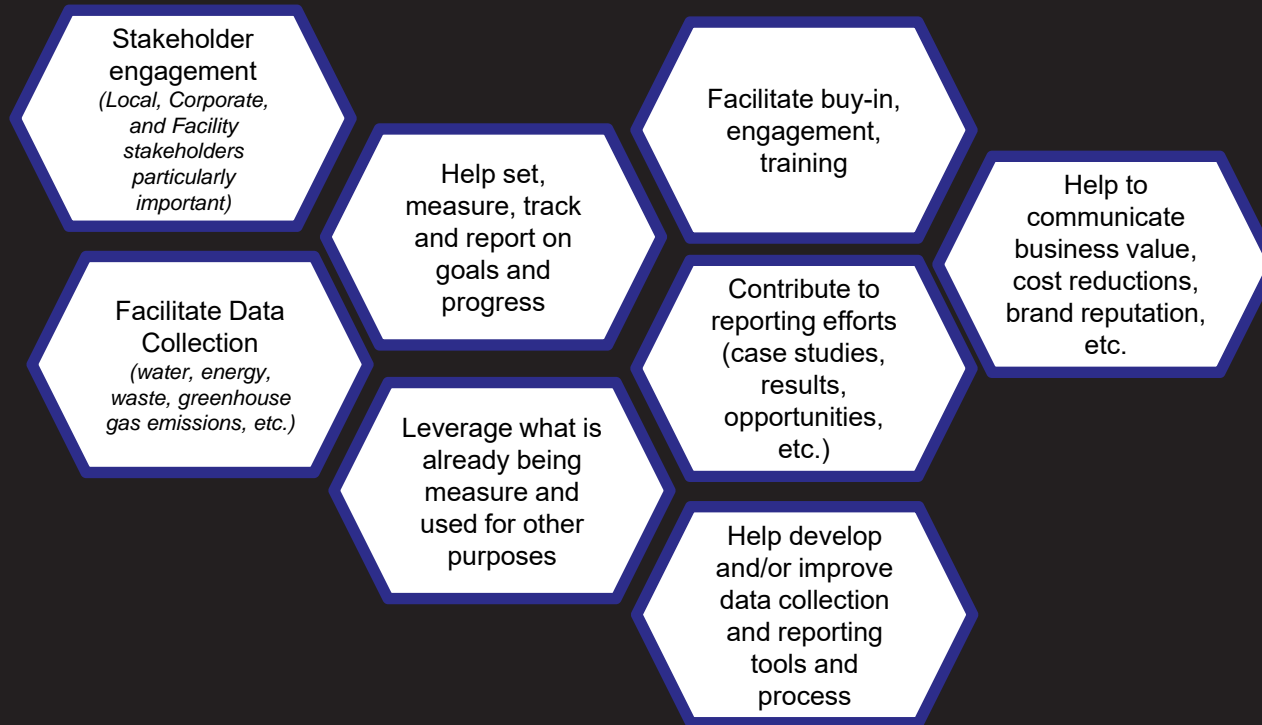 Stakeholder
engagement
(Local, Corporate,
and Facility
stakeholders
particularly
important)
Facilitate Data
Collection
(water, energy,
waste, greenhouse
gas emissions, etc.)
Help set,
measure, track
and report on
goals and
progress
Leverage what is
already being
measure and
used for other
purposes
Facilitate buy-in,
engagement,
training
Contribute to
reporting efforts
(case studies,
results,
opportunities,
etc.)
Help develop
and/or improve
data collection
and reporting
tools and
process
Help to
communicate
business value,
cost reductions,
brand reputation,
etc.